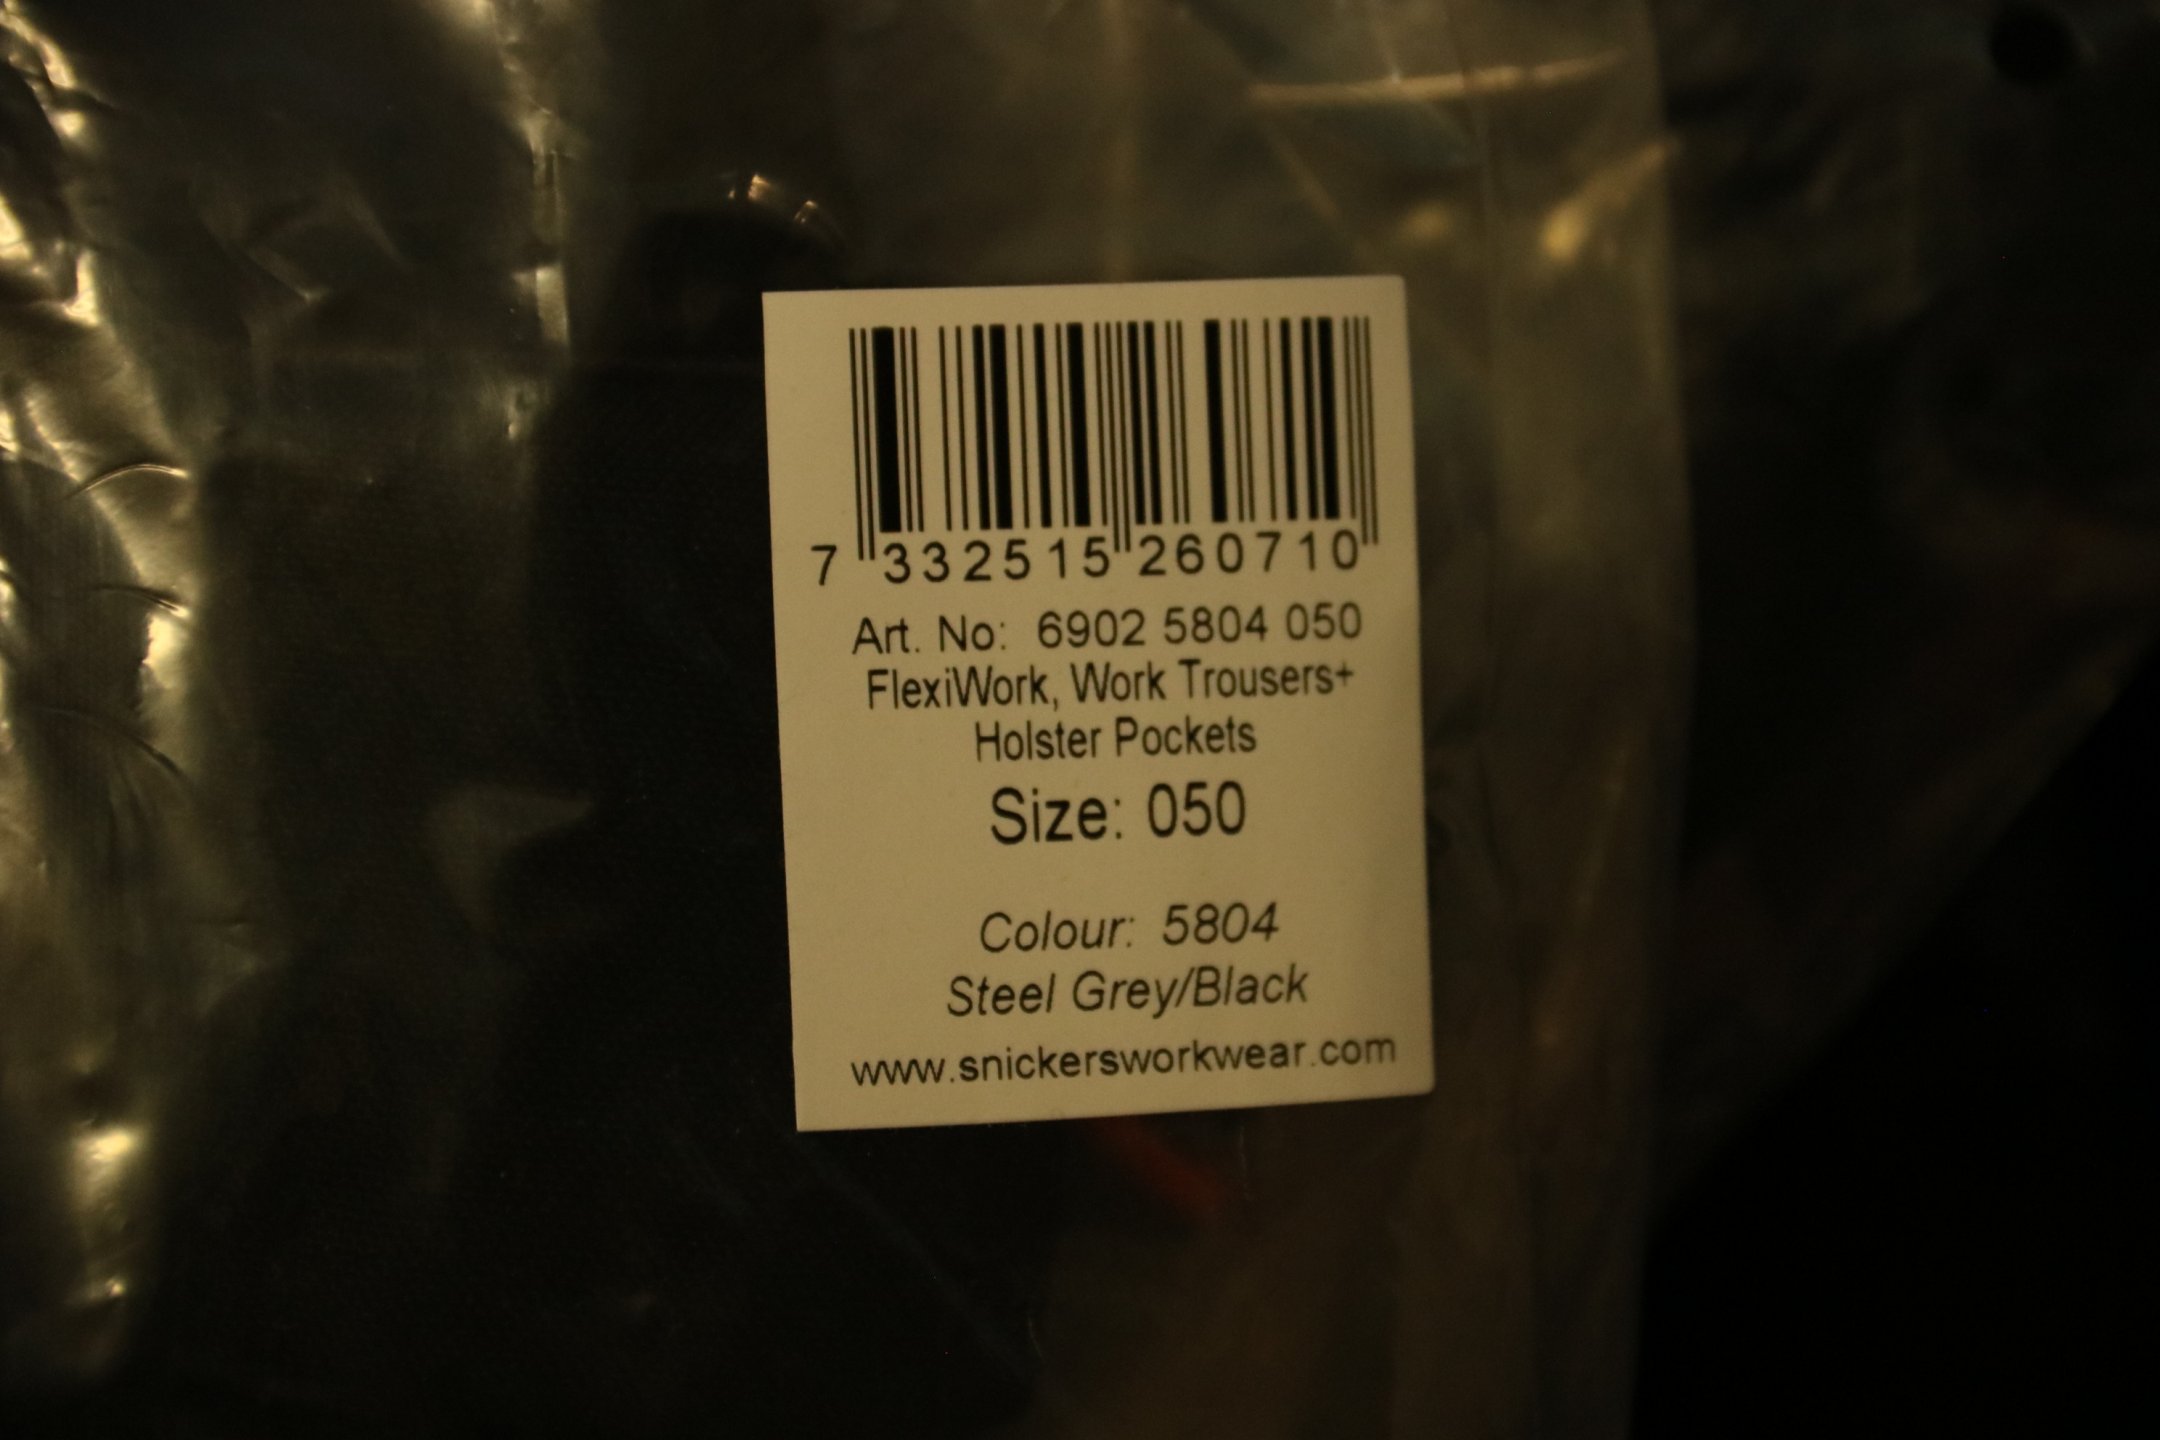 7 332515 260710
Art. No: 6902 5804 050
FlexiWork, Work Trousers+
Holster Pockets
Size: 050
Colour: 5804
Steel Grey/Black
www.snickersworkwear.com